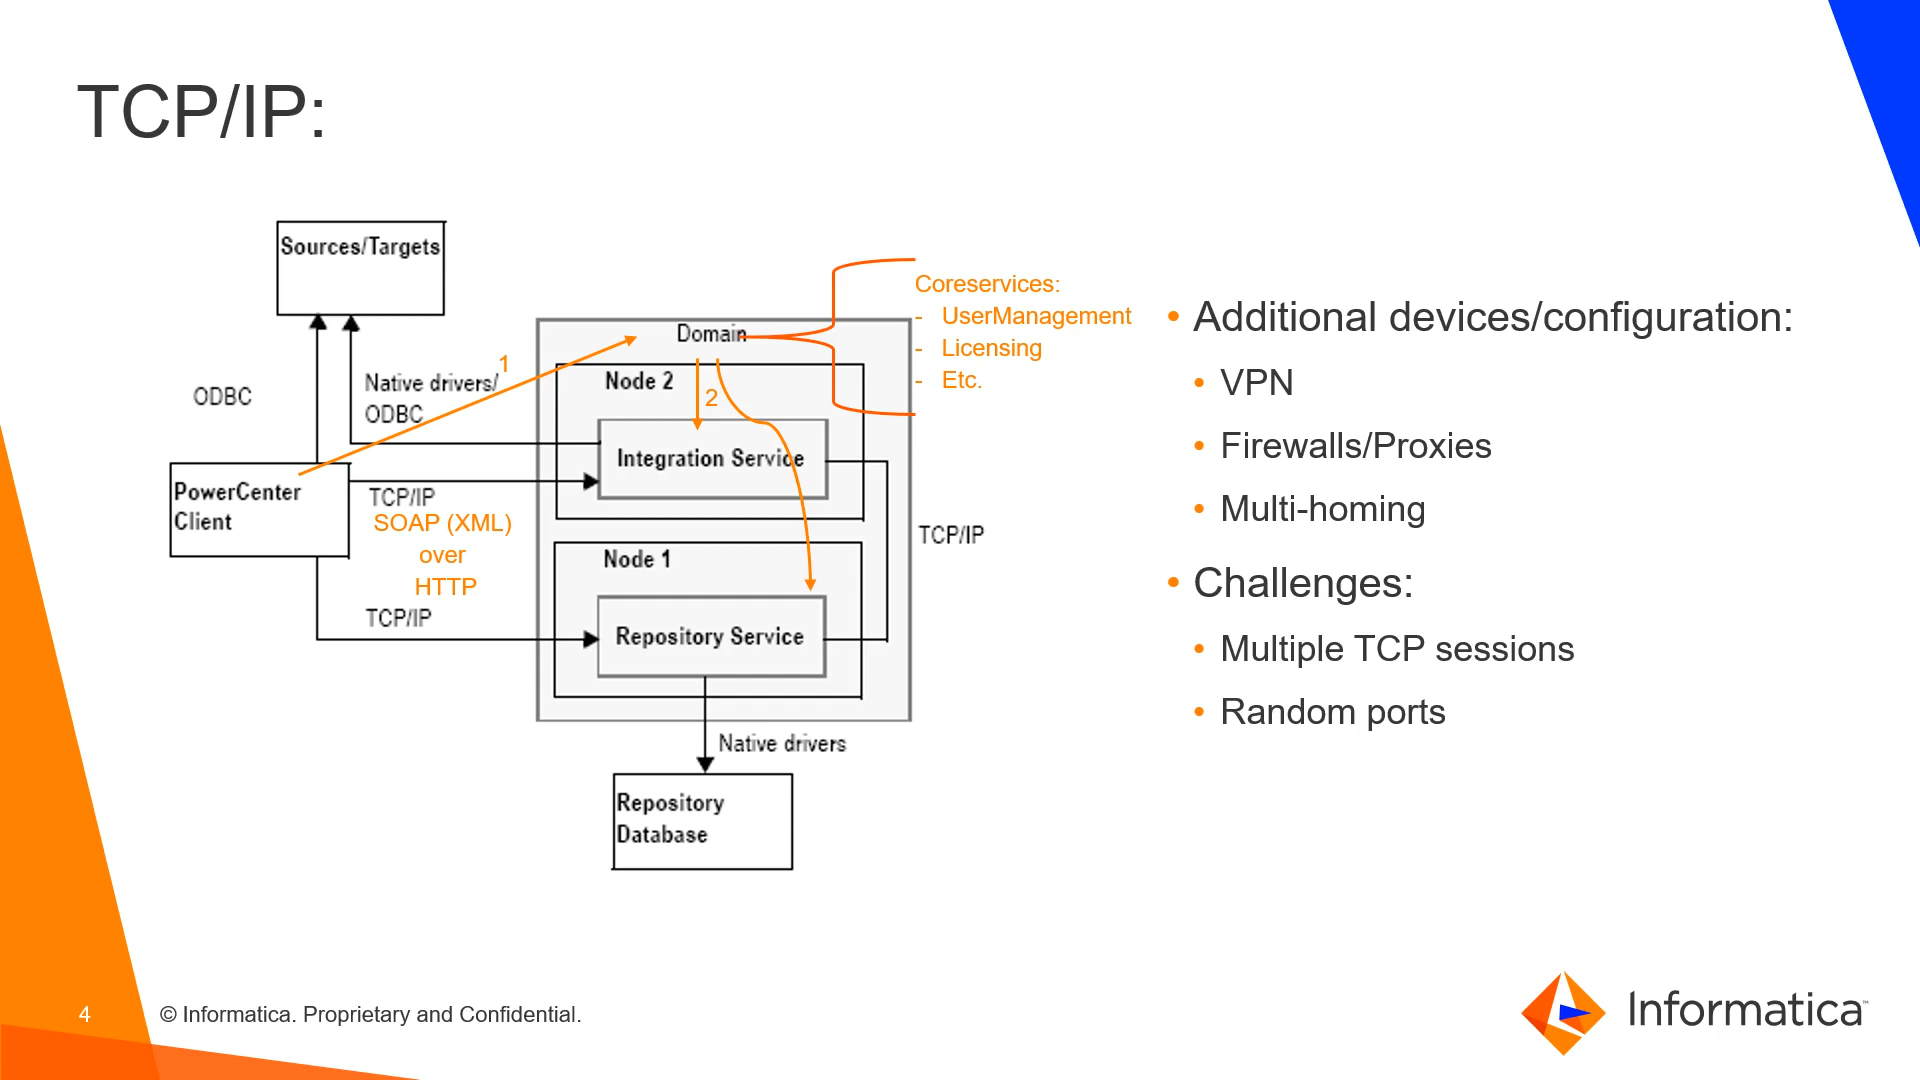 TCP/IP:
Sources/Targets
Coreservices:
- UserManagement
- Licensing
- Etc.
Domain
1
Node 2
2
ODBC
Native drivers/
ODBC
Integration Service
PowerCenter
Client
TCP/IP
SOAP (XML)
over
HTTP
TCP/IP
TCP/IP
Node 1
Repository Service
Native drivers
Repository
Database
• Additional devices/configuration:
• VPN
• Firewalls/Proxies
• Multi-homing
• Challenges:
• Multiple TCP sessions
• Random ports
4
© Informatica. Proprietary and Confidential.
Informatica™